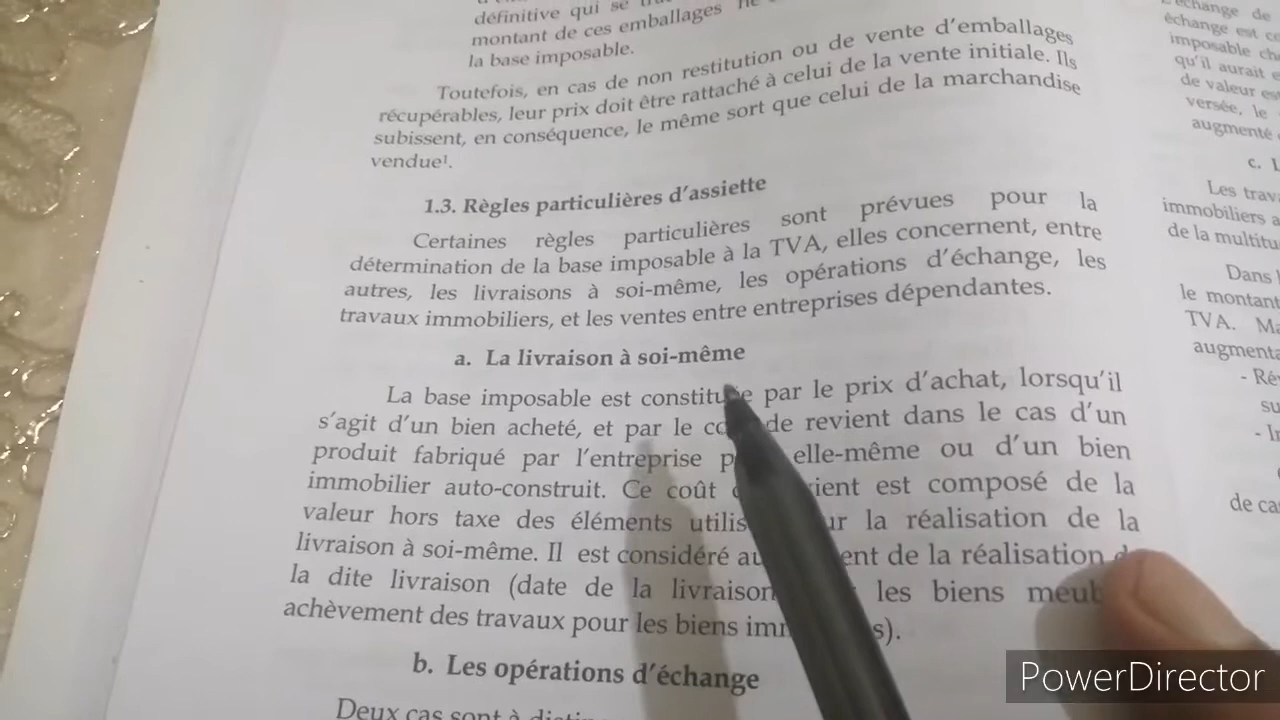 définitive qui se
montant de ces emballages ne
la base imposable.
Toutefois, en cas de non restitution ou de vente d'emballages
récupérables, leur prix doit être rattaché à celui de la vente initiale. Ils
subissent, en conséquence, le même sort que celui de la marchandise
vendue¹.
1.3. Règles particulières d'assiette
Certaines règles particulières sont prévues pour la
détermination de la base imposable à la TVA, elles concernent, entre
autres, les livraisons à soi-même, les opérations d'échange, les
travaux immobiliers, et les ventes entre entreprises dépendantes.
a. La livraison à soi-même
La base imposable est constituée par le prix d'achat, lorsqu'il
s'agit d'un bien acheté, et par le de revient dans le cas d'un
produit fabriqué par l'entreprise elle-même ou d'un bien
immobilier auto-construit. Ce coût est composé de la
valeur hors taxe des éléments la réalisation de la
livraison à soi-même. Il est considéré de la réalisation
la dite livraison (date de la livraison les biens
achèvement des travaux pour les biens
b. Les opérations d'échange
Deux cas sont à
L'échange de
échange est
imposable
qu'il aurait
de valeur est
versée, le
augmenté
c.
Les
immobiliers
de la
Dans
le montant
TVA.
- 
su
- 
de
PowerDirector